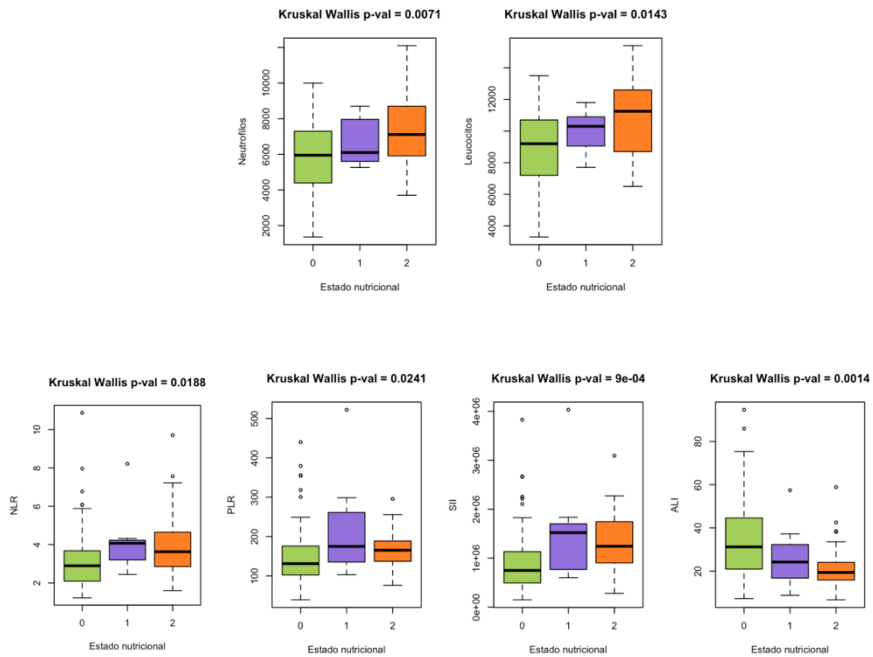 Kruskal Wallis p-val = 0.0071
Kruskal Wallis p-val = 0.0143
Neutrofilos
2000
4000
6000
8000
10000
0
1
2
Estado nutricional
Leucocitos
4000
6000
8000
12000
0
1
2
Estado nutricional
Kruskal Wallis p-val = 0.0188
Kruskal Wallis p-val = 0.0241
Kruskal Wallis p-val = 9e-04
Kruskal Wallis p-val = 0.0014
NLR
2
4
6
8
10
0
1
2
Estado nutricional
PLR
100
200
300
400
500
0
1
2
Estado nutricional
SII
0e+00
1e+06
2e+06
3e+06
4e+06
0
1
2
Estado nutricional
ALI
20
40
60
80
0
1
2
Estado nutricional